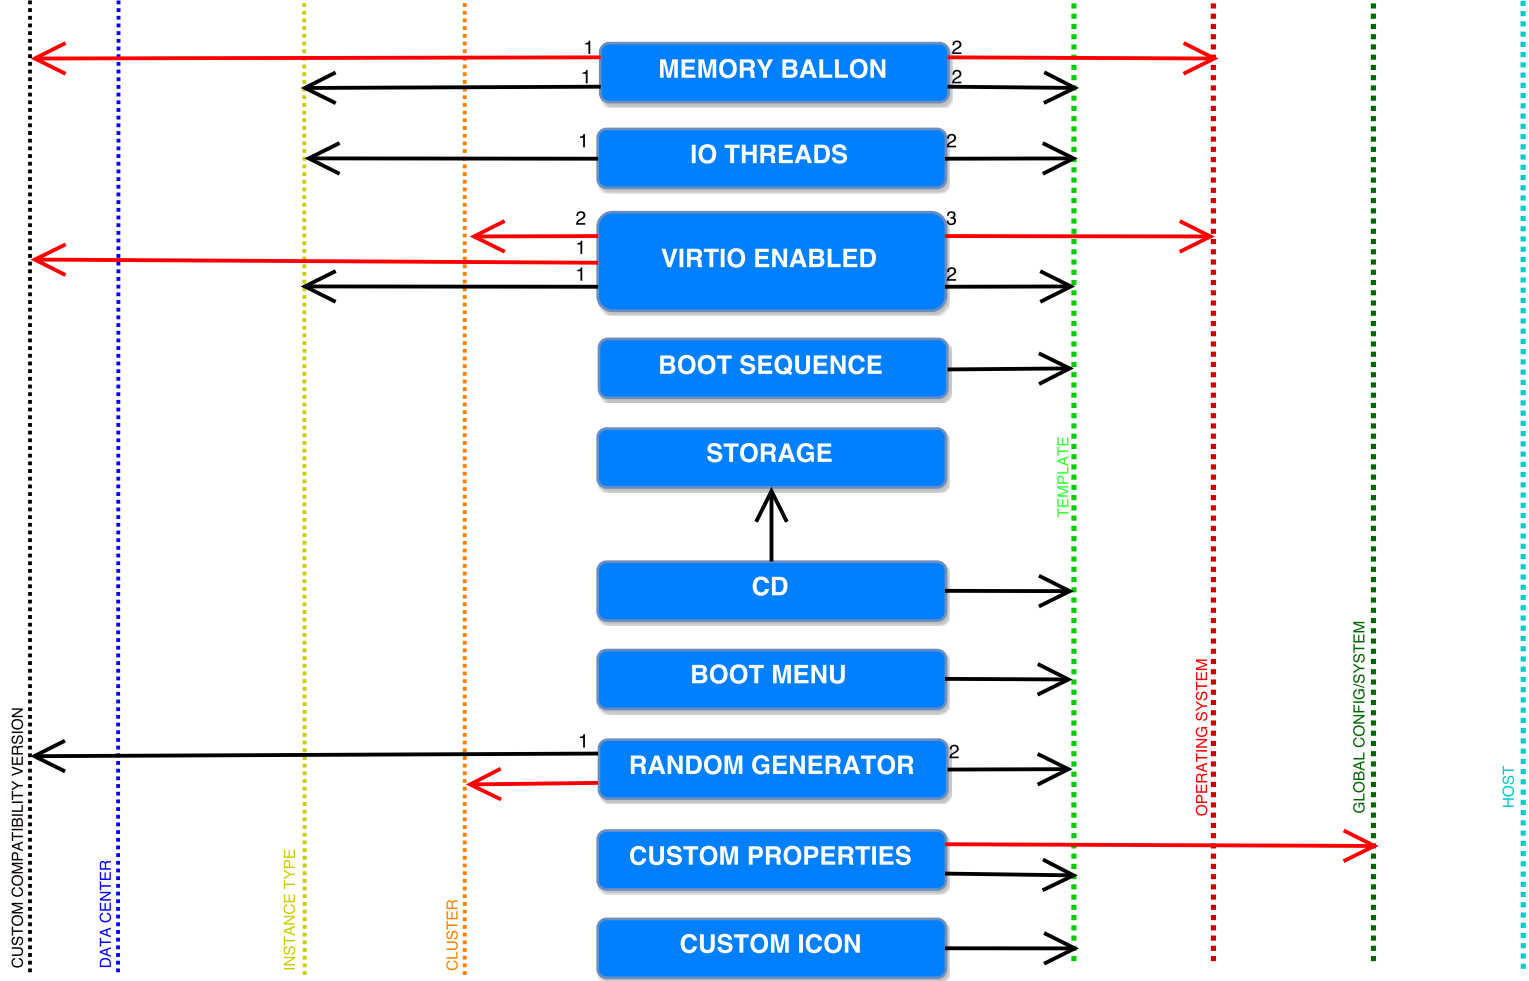 1
2
MEMORY BALLON
1
2
1
2
IO THREADS
2
3
1
VIRTIO ENABLED
1
2
BOOT SEQUENCE
STORAGE
CD
BOOT MENU
1
2
RANDOM GENERATOR
CUSTOM PROPERTIES
CUSTOM ICON
CUSTOM COMPATIBILITY VERSION
DATA CENTER
INSTANCE TYPE
CLUSTER
TEMPLATE
OPERATING SYSTEM
GLOBAL CONFIG/SYSTEM
HOST